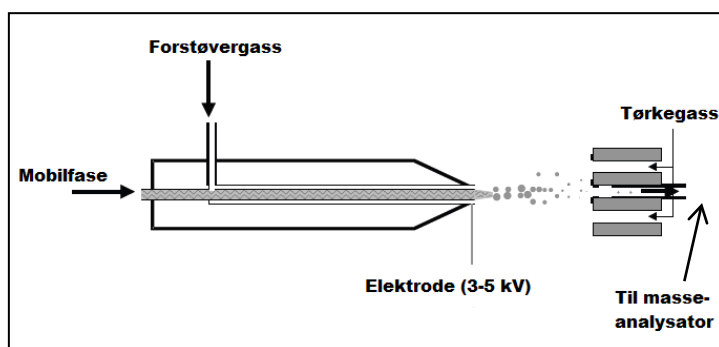 Forstøvergass
Tørkegass
Mobilfase
Elektrode (3-5 kV)
Til masse-
analysator